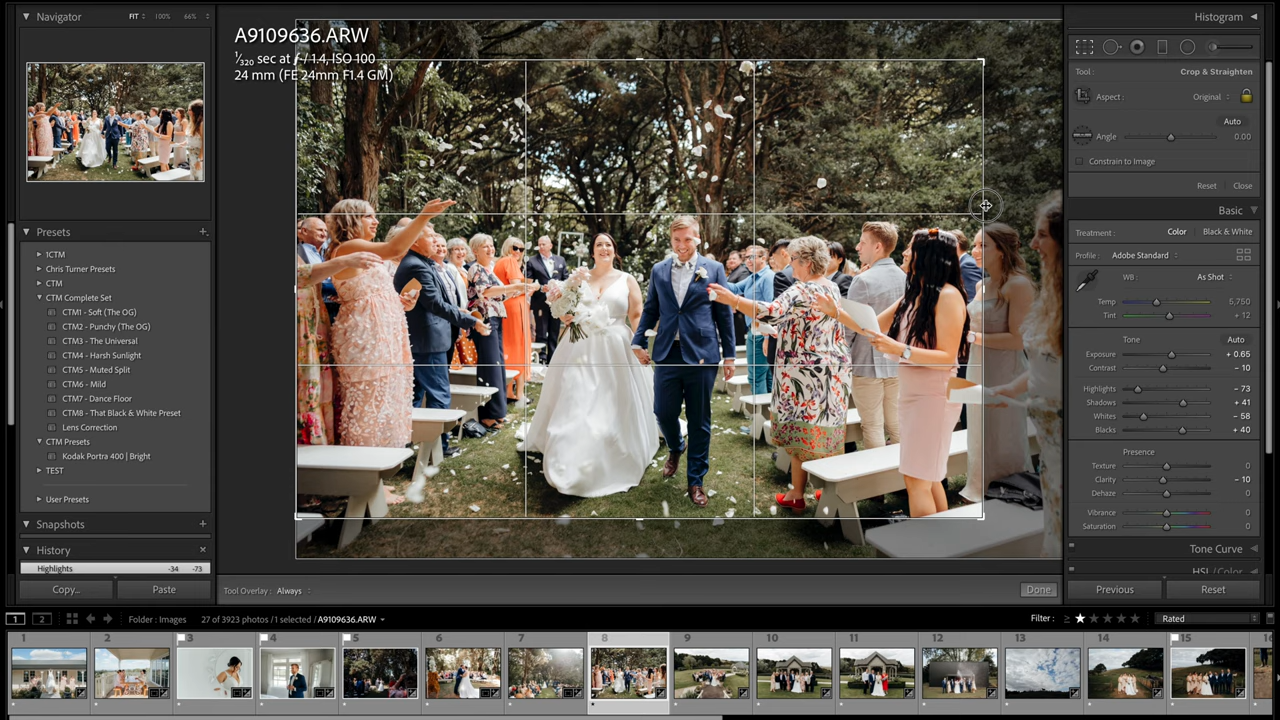 Navigator
FIT
100%
66%
A9109636.ARW
1/320 sec at f / 1.4, ISO 100
24 mm (FE 24mm F1.4 GM)
Presets
1CTM
Chris Turner Presets
CTM
CTM Complete Set
CTM1 - Soft (The OG)
CTM2 - Punchy (The OG)
CTM3 - The Universal
CTM4 - Harsh Sunlight
CTM5 - Muted Split
CTM6 - Mild
CTM7 - Dance Floor
CTM8 - That Black & White Preset
Lens Correction
CTM Presets
Kodak Portra 400 | Bright
TEST
User Presets
Snapshots
History
Highlights -34 -73
Copy...
Paste
Tool Overlay : Always
Done
Histogram
Tool : Crop & Straighten
Aspect : Original
Auto
Angle 0.00
Constrain to Image
Reset Close
Basic
Treatment : Color Black & White
Profile : Adobe Standard
WB : As Shot
Temp 5,750
Tint + 12
Tone Auto
Exposure + 0.65
Contrast - 10
Highlights - 73
Shadows + 41
Whites - 58
Blacks + 40
Presence
Texture 0
Clarity - 10
Dehaze 0
Vibrance 0
Saturation 0
Tone Curve
HSL / Color
Previous
Reset
1 2
Folder : Images
27 of 3923 photos / 1 selected / A9109636.ARW
Filter :
≥
Rated
1 2 3 4 5 6 7 8 9 10 11 12 13 14 15 16